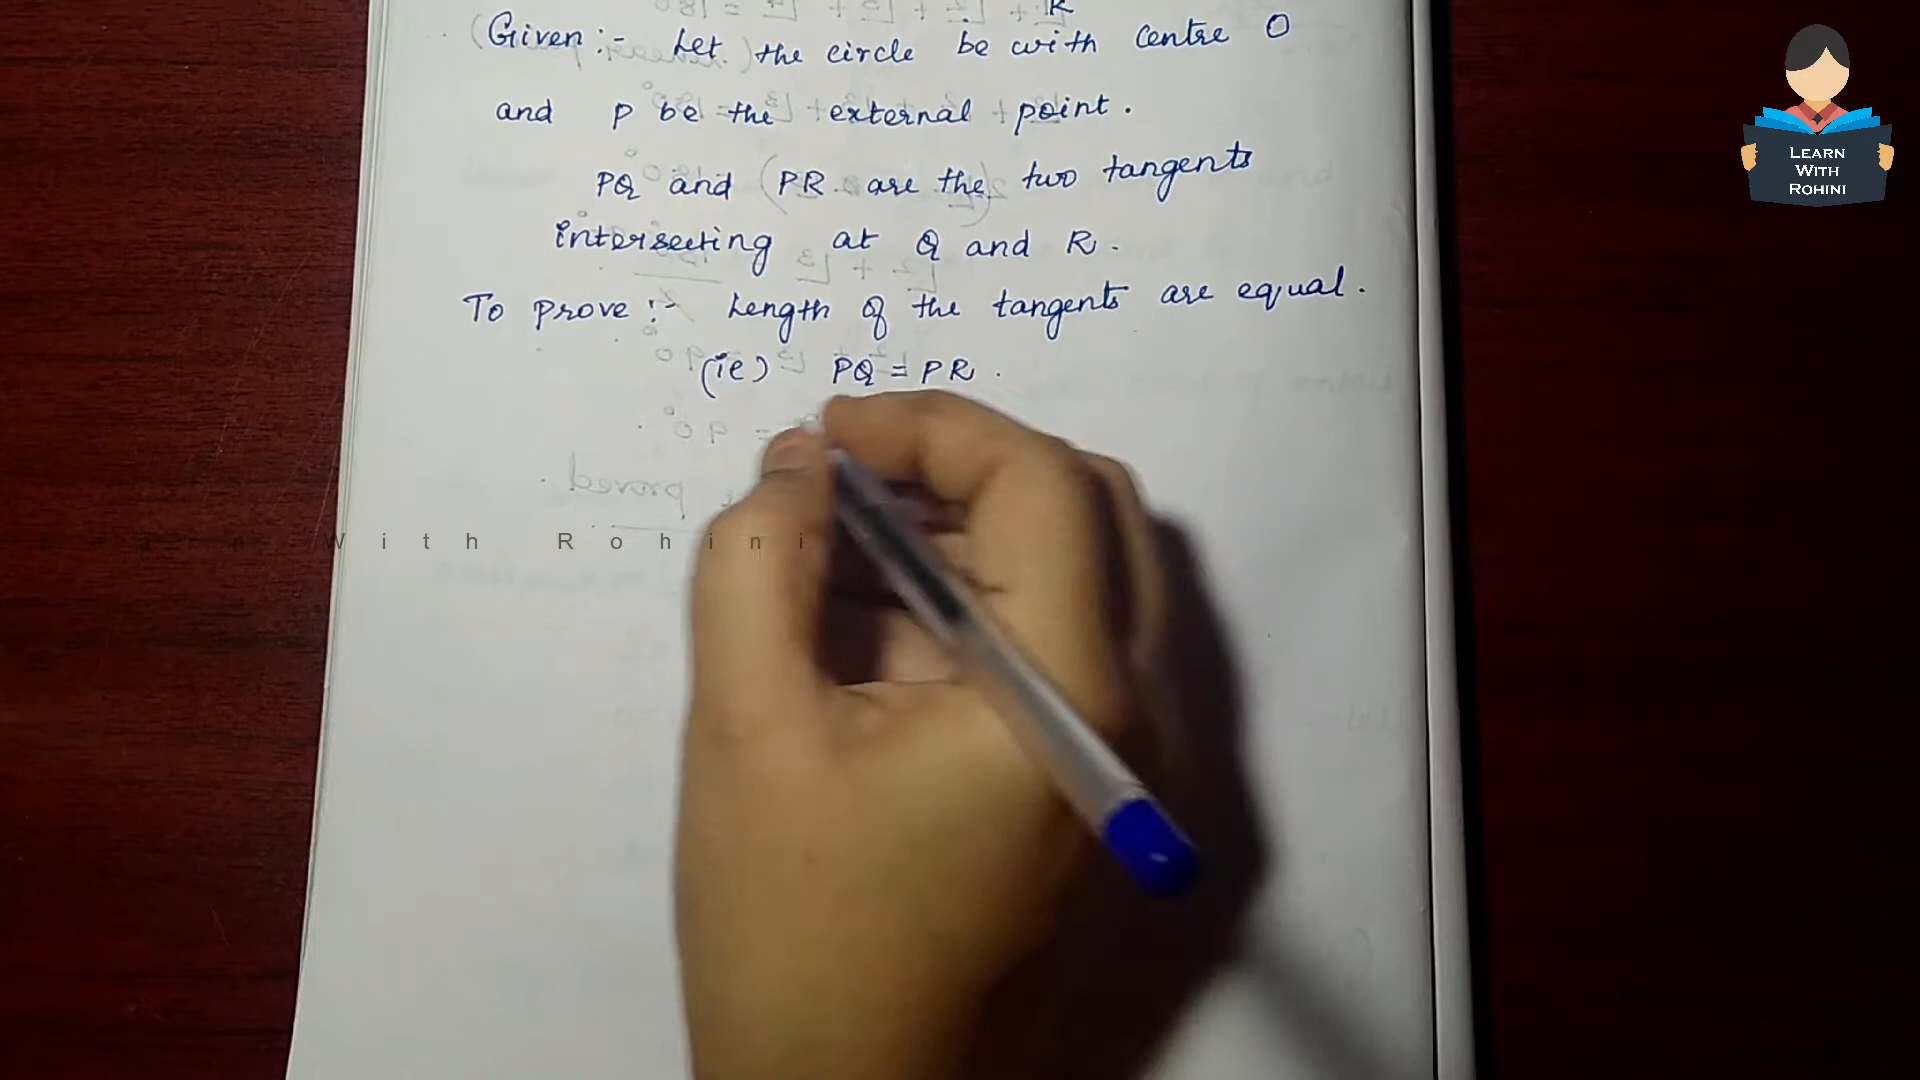 Given :- Let the circle be with centre O
and P be the external point.
PQ and PR are the two tangents
intersecting at Q and R.
To prove :- Length of the tangents are equal.
(ie) PQ = PR.
With Rohini
LEARN
WITH
ROHINI